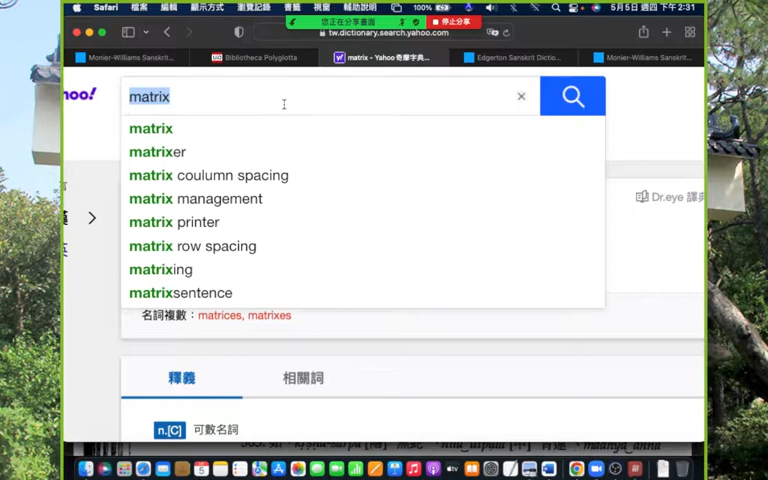 Safari 檔案 編輯 顯示方式 瀏覽記錄 書籤 視窗 輔助說明 100% 5月5日 週四 下午2:31
您正在分享畫面 停止分享
tw.dictionary.search.yahoo.com
Monier-Williams Sanskrit... Bibliotheca Polyglotta matrix - Yahoo奇摩字典... Edgerton Sanskrit Dictio... Monier-Williams Sanskrit...
hoo!
matrix
matrix
matrixer
matrix coulumn spacing
matrix management
Dr.eye 譯典
matrix printer
matrix row spacing
matrixing
matrixsentence
名詞複數：matrices, matrixes
釋義 相關詞
n.[C] 可數名詞